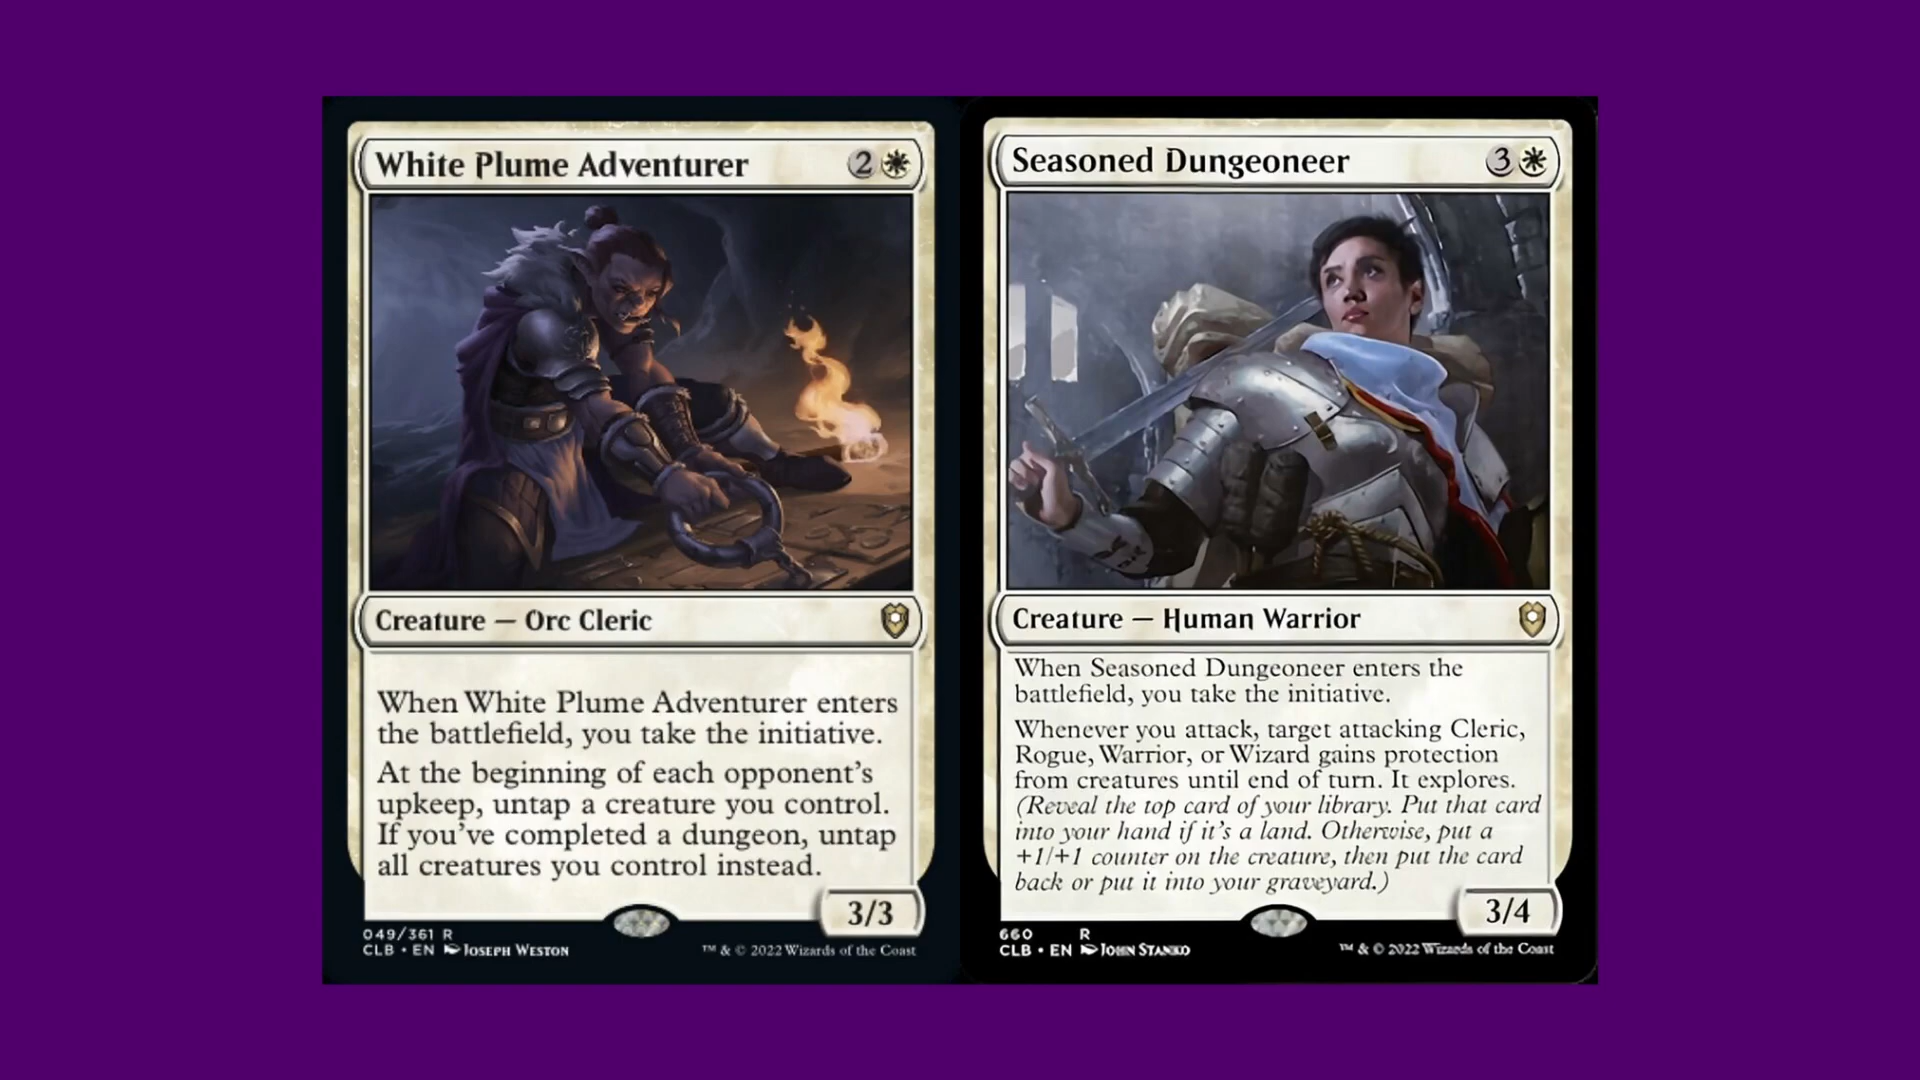 White Plume Adventurer 2
Creature — Orc Cleric
When White Plume Adventurer enters
the battlefield, you take the initiative.
At the beginning of each opponent's
upkeep, untap a creature you control.
If you've completed a dungeon, untap
all creatures you control instead.
3/3
049/361 R
CLB • EN Joseph Weston
™ & © 2022 Wizards of the Coast
Seasoned Dungeoneer 3
Creature — Human Warrior
When Seasoned Dungeoneer enters the
battlefield, you take the initiative.
Whenever you attack, target attacking Cleric,
Rogue, Warrior, or Wizard gains protection
from creatures until end of turn. It explores.
(Reveal the top card of your library. Put that card
into your hand if it's a land. Otherwise, put a
+1/+1 counter on the creature, then put the card
back or put it into your graveyard.)
3/4
660 R
CLB • EN John Stanko
™ & © 2022 Wizards of the Coast